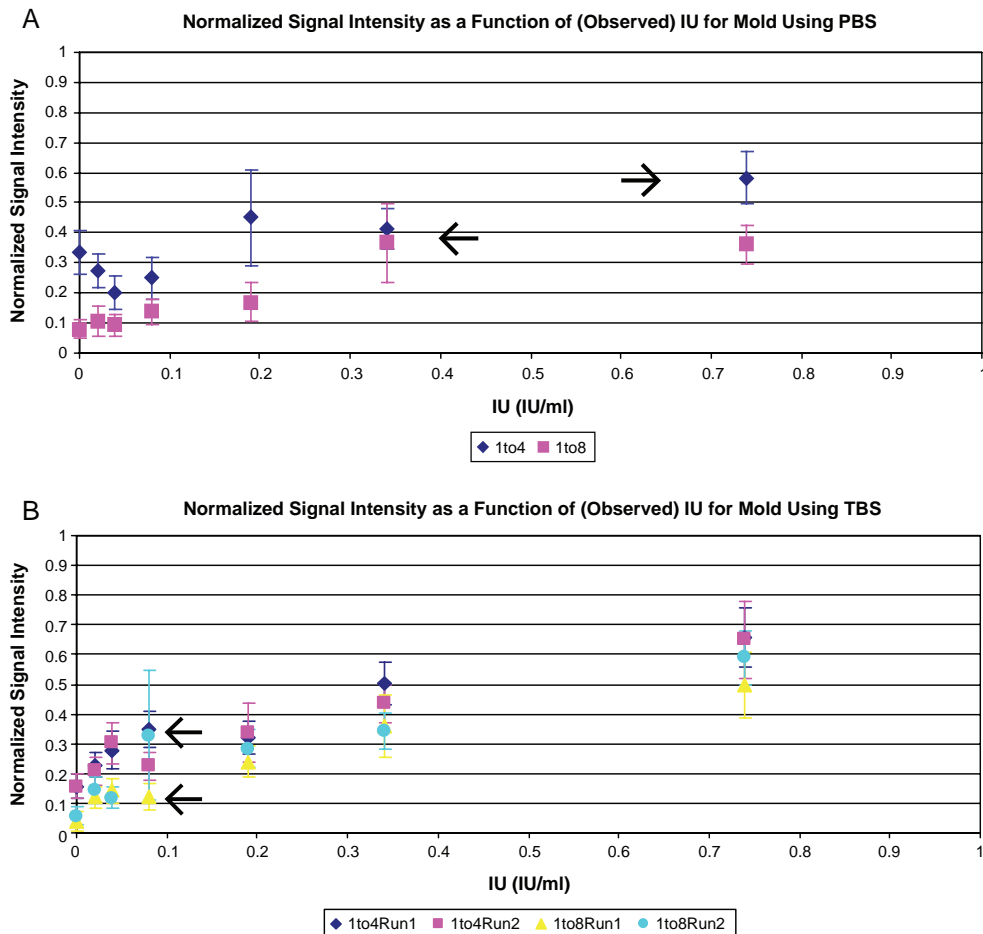 A
Normalized Signal Intensity as a Function of (Observed) IU for Mold Using PBS
Normalized Signal Intensity
1
0.9
0.8
0.7
0.6
0.5
0.4
0.3
0.2
0.1
0
0 0.1 0.2 0.3 0.4 0.5 0.6 0.7 0.8 0.9 1
IU (IU/ml)
1to4 1to8
B
Normalized Signal Intensity as a Function of (Observed) IU for Mold Using TBS
Normalized Signal Intensity
1
0.9
0.8
0.7
0.6
0.5
0.4
0.3
0.2
0.1
0
0 0.1 0.2 0.3 0.4 0.5 0.6 0.7 0.8 0.9 1
IU (IU/ml)
1to4Run1 1to4Run2 1to8Run1 1to8Run2